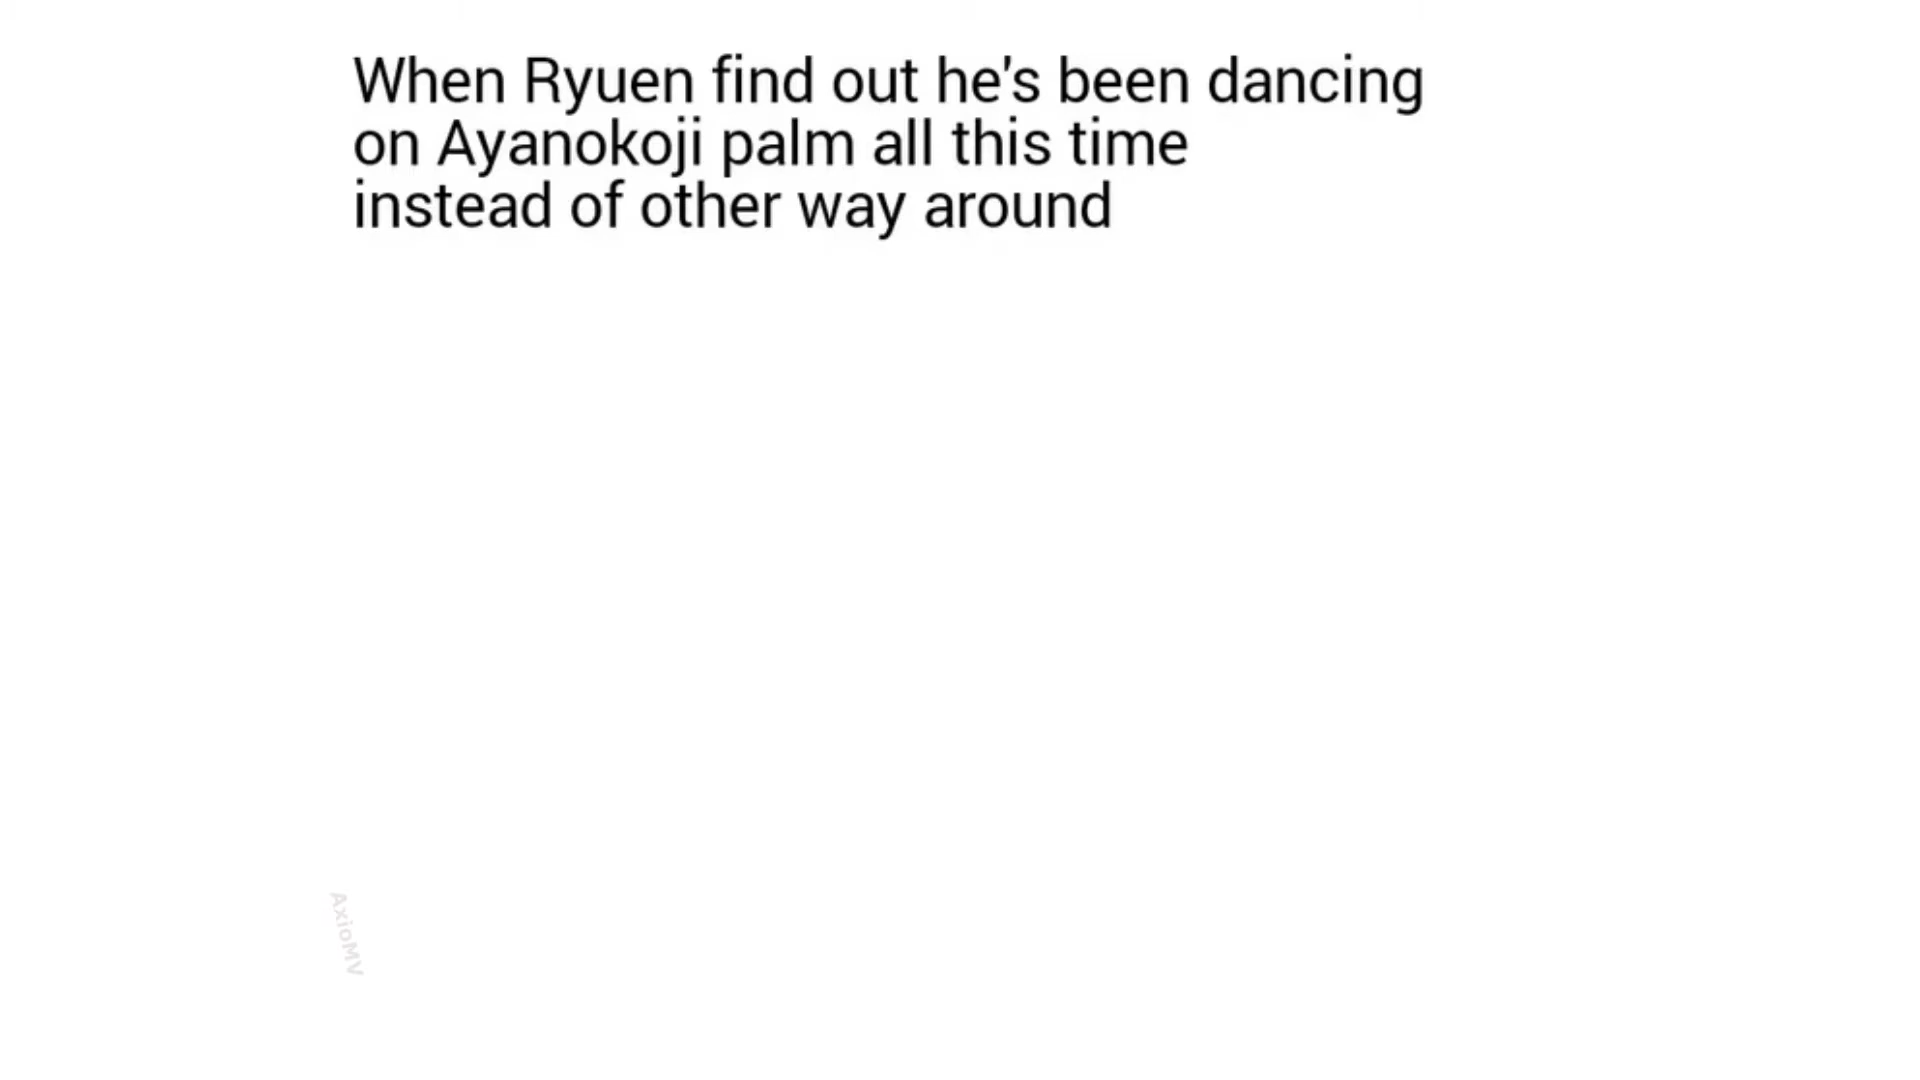 When Ryuen find out he's been dancing
on Ayanokoji palm all this time
instead of other way around
AxioMV